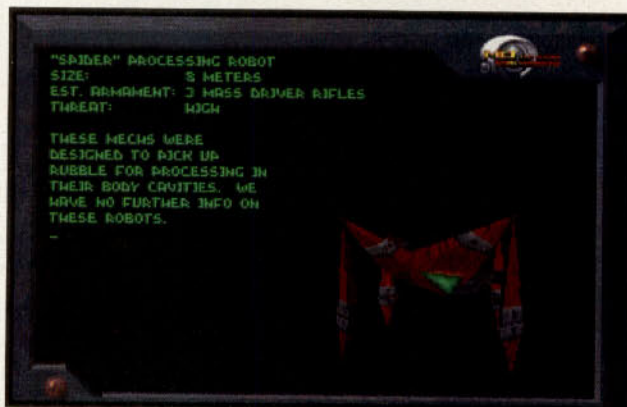 "SPIDER" PROCESSING ROBOT
SIZE: 8 METERS
EST. ARMAMENT: 3 MASS DRIVER RIFLES
THREAT: HIGH
THESE MECHS WERE
DESIGNED TO PICK UP
RUBBLE FOR PROCESSING IN
THEIR BODY CAVITIES. WE
HAVE NO FURTHER INFO ON
THESE ROBOTS.